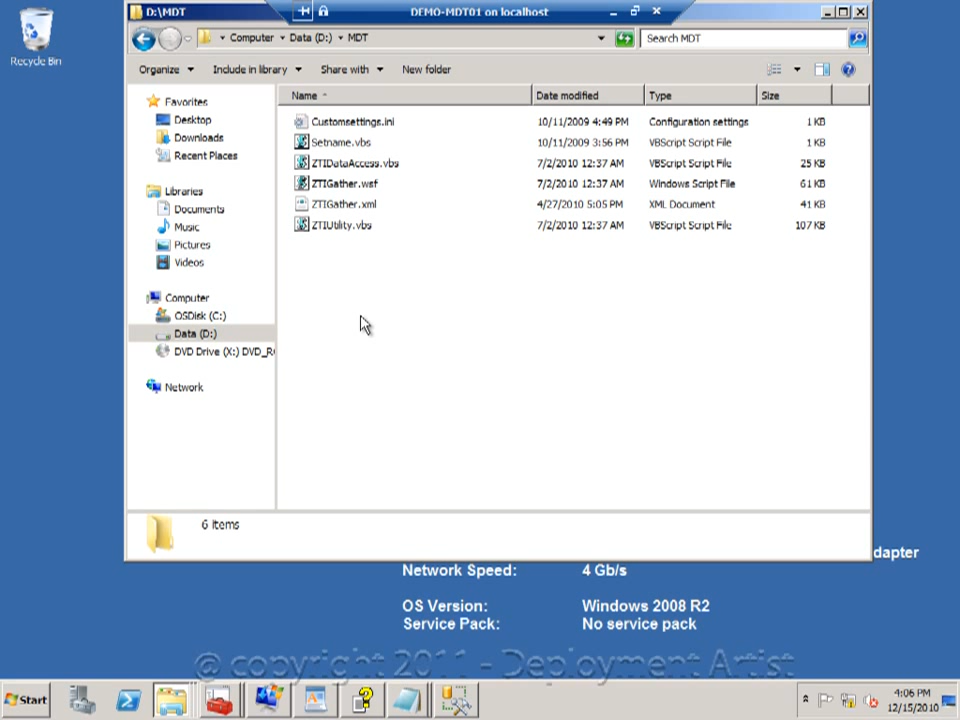 Recycle Bin
D:\MDT
DEMO-MDT01 on localhost
Computer
Data (D:)
MDT
Search MDT
Organize
Include in library
Share with
New folder
Name
Date modified
Type
Size
Favorites
Desktop
Downloads
Recent Places
Libraries
Documents
Music
Pictures
Videos
Computer
OSDisk (C:)
Data (D:)
DVD Drive (X:) DVD_R
Network
Customsettings.ini 10/11/2009 4:49 PM Configuration settings 1 KB
Setname.vbs 10/11/2009 3:56 PM VBScript Script File 1 KB
ZTIDataAccess.vbs 7/2/2010 12:37 AM VBScript Script File 25 KB
ZTIGather.wsf 7/2/2010 12:37 AM Windows Script File 61 KB
ZTIGather.xml 4/27/2010 5:05 PM XML Document 41 KB
ZTIUtility.vbs 7/2/2010 12:37 AM VBScript Script File 107 KB
6 items
dapter
Network Speed: 4 Gb/s
OS Version: Windows 2008 R2
Service Pack: No service pack
© copyright 2011 - Deployment Artist
Start
4:06 PM
12/15/2010